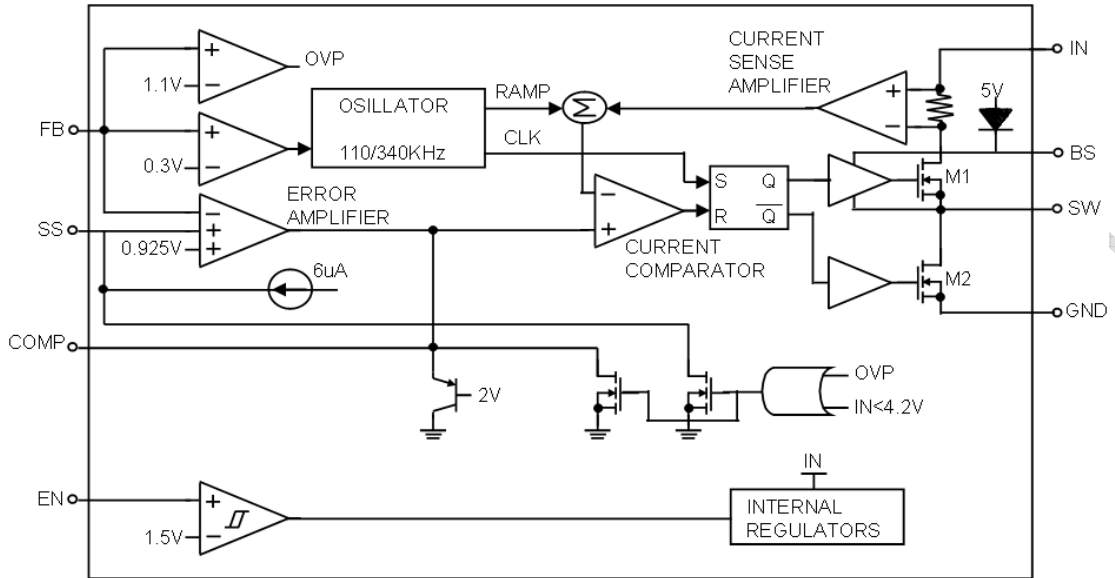 IN
CURRENT
SENSE
AMPLIFIER
5V
+
−
OVP
1.1V
−
+
RAMP
Σ
OSILLATOR
110/340KHz
CLK
FB
+
0.3V
−
BS
S Q
R Q
M1
ERROR
AMPLIFIER
−
+
SW
SS
−
+
+
0.925V
CURRENT
COMPARATOR
6uA
M2
GND
COMP
2V
OVP
IN<4.2V
IN
EN
+
1.5V
−
INTERNAL
REGULATORS